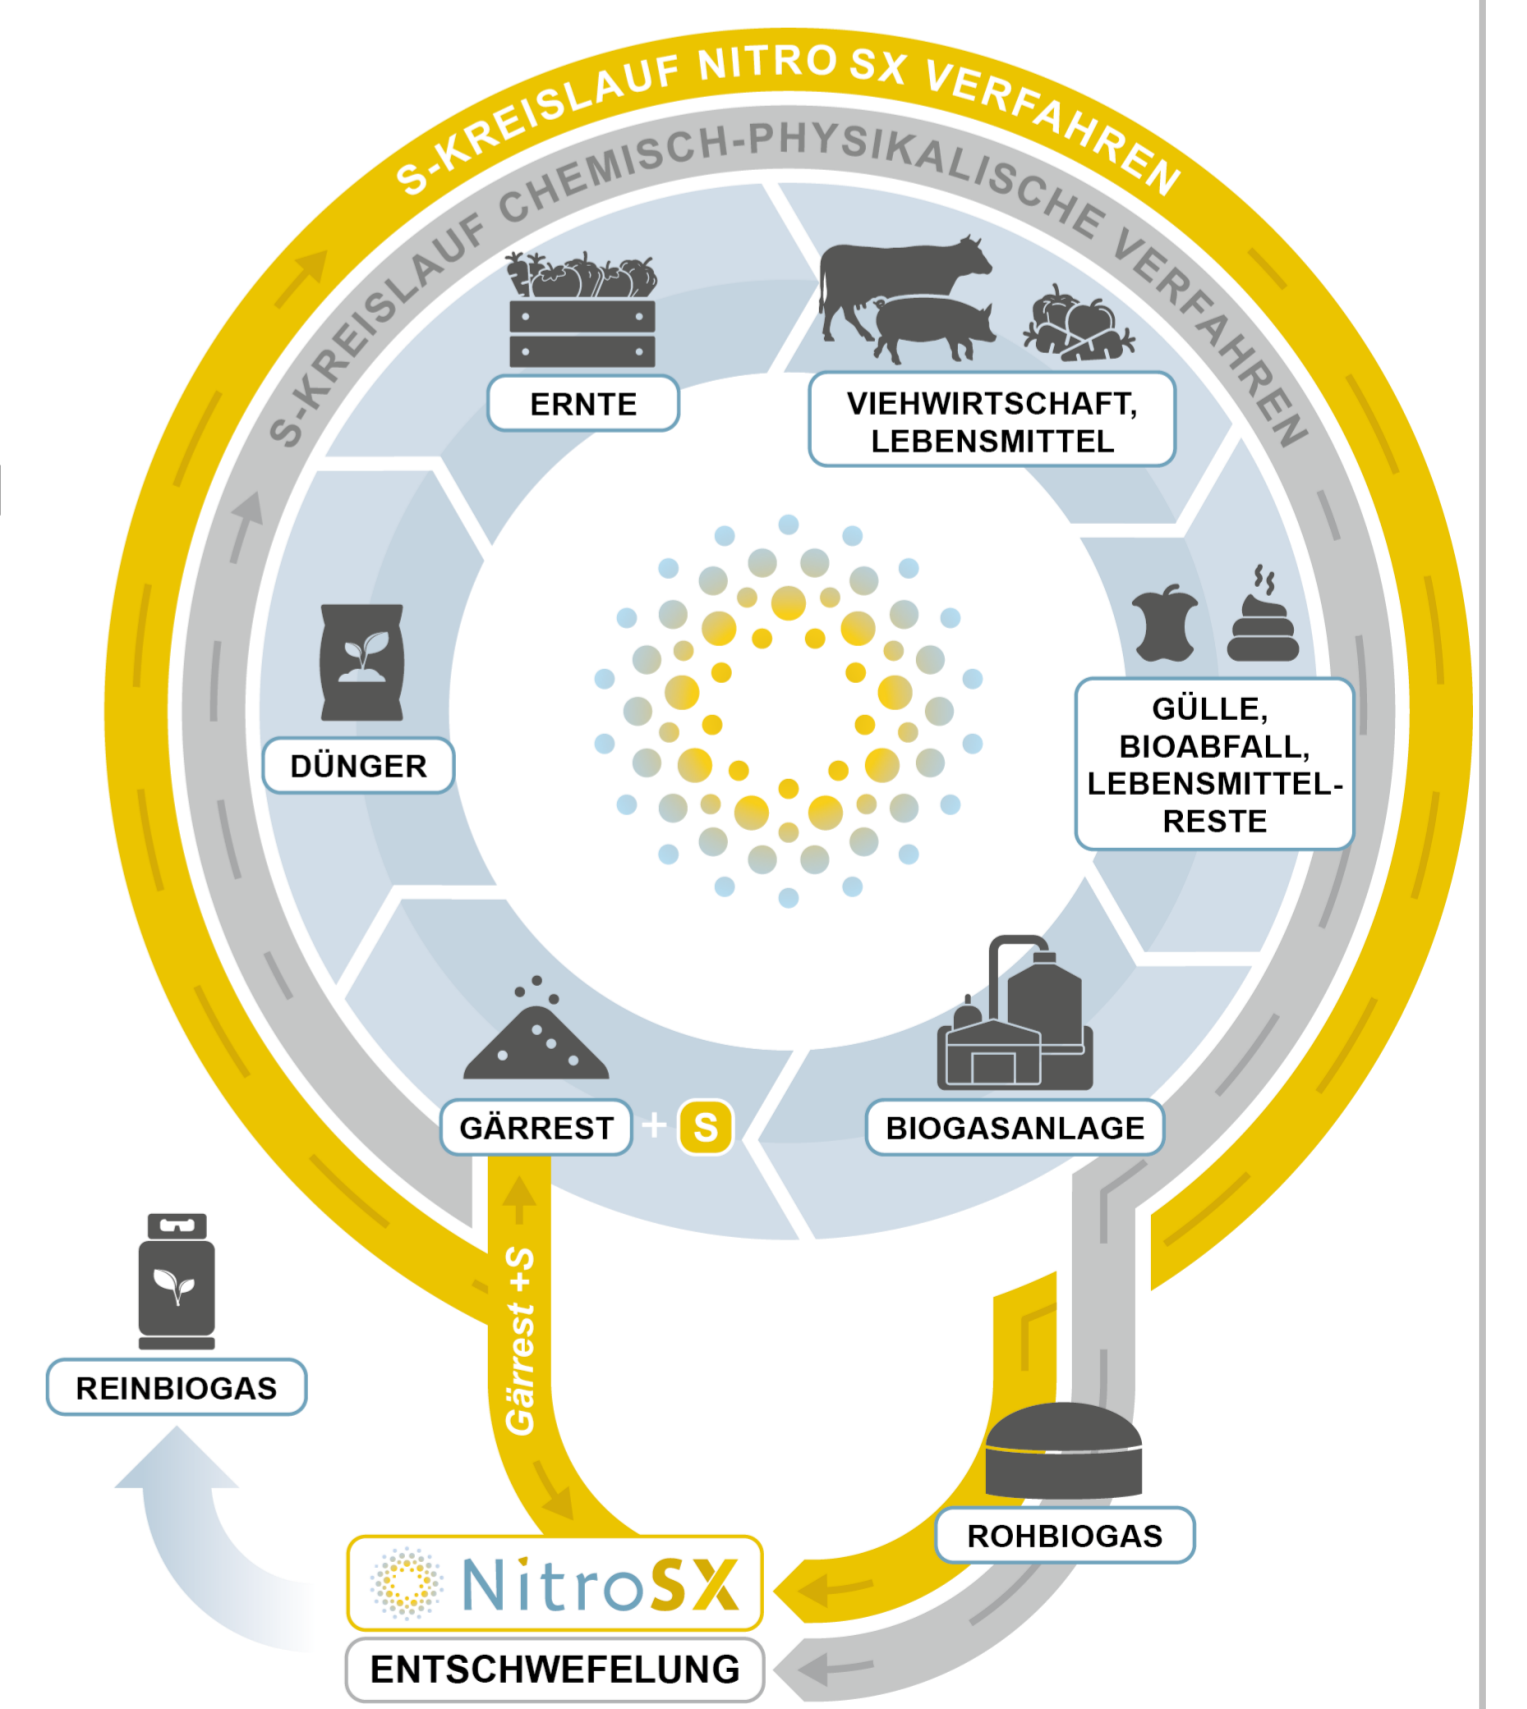 S-KREISLAUF NITRO SX VERFAHREN
S-KREISLAUF CHEMISCH-PHYSIKALISCHE VERFAHREN
ERNTE
VIEHWIRTSCHAFT,
LEBENSMITTEL
DÜNGER
GÜLLE,
BIOABFALL,
LEBENSMITTEL-
RESTE
GÄRREST + S
BIOGASANLAGE
Gärrest +S
REINBIOGAS
ROHBIOGAS
NitroSX
ENTSCHWEFELUNG